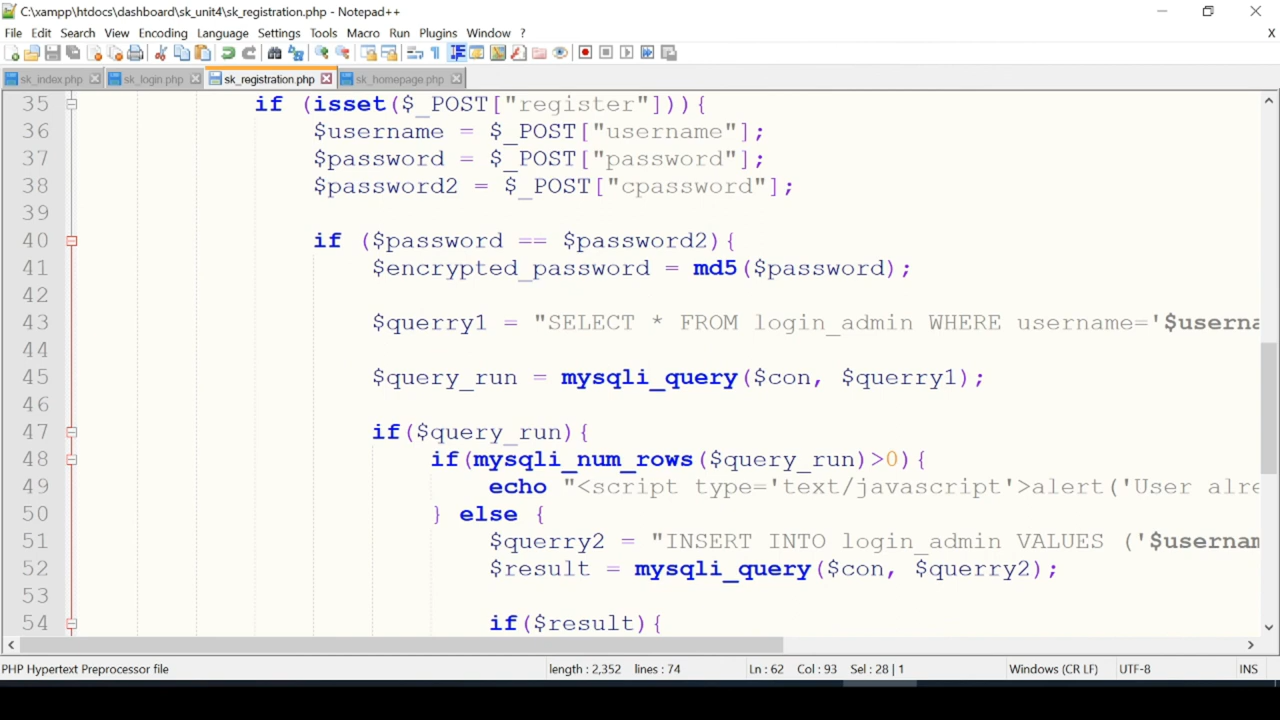 C:\xampp\htdocs\dashboard\sk_unit4\sk_registration.php - Notepad++
File Edit Search View Encoding Language Settings Tools Macro Run Plugins Window ? X
sk_index.php sk_login.php sk_registration.php sk_homepage.php
35 if (isset($_POST["register"])){
36 $username = $_POST["username"];
37 $password = $_POST["password"];
38 $password2 = $_POST["cpassword"];
39
40 if ($password == $password2){
41 $encrypted_password = md5($password);
42
43 $querry1 = "SELECT * FROM login_admin WHERE username='$userna
44
45 $query_run = mysqli_query($con, $querry1);
46
47 if($query_run){
48 if(mysqli_num_rows($query_run)>0){
49 echo "<script type='text/javascript'>alert('User alre
50 } else {
51 $querry2 = "INSERT INTO login_admin VALUES ('$usernam
52 $result = mysqli_query($con, $querry2);
53
54 if($result){
PHP Hypertext Preprocessor file length : 2,352 lines : 74 Ln : 62 Col : 93 Sel : 28 | 1 Windows (CR LF) UTF-8 INS